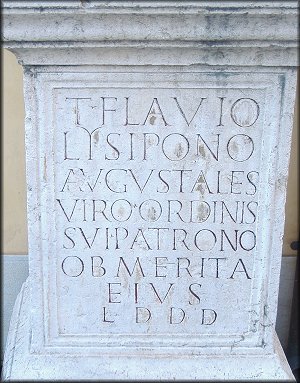 T FLAVIO
LYSIPONO
AVGVSTALES
VIRO ORDINIS
SVI PATRONO
OB MERITA
EIVS
L D D D